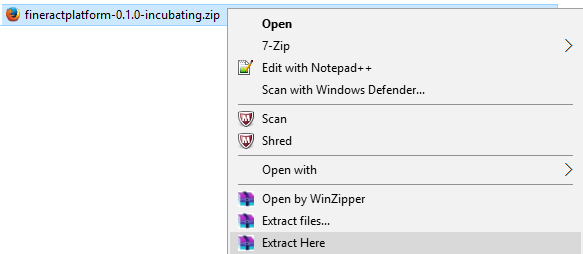 fineractplatform-0.1.0-incubating.zip
Open
7-Zip
Edit with Notepad++
Scan with Windows Defender...
Scan
Shred
Open with
Open by WinZipper
Extract files...
Extract Here